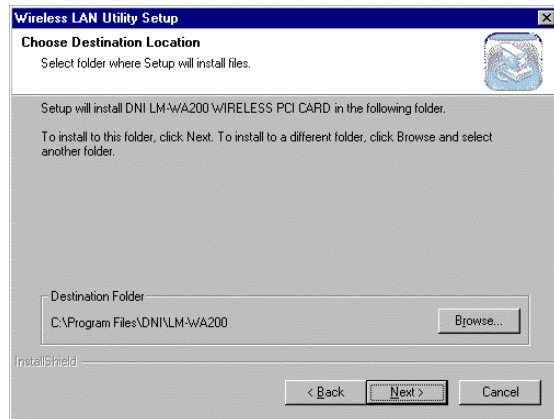 Wireless LAN Utility Setup
Choose Destination Location
Select folder where Setup will install files.
Setup will install DNI LM-WA200 WIRELESS PCI CARD in the following folder.
To install to this folder, click Next. To install to a different folder, click Browse and select
another folder.
Destination Folder
C:\Program Files\DNI\LM-WA200
Browse...
InstallShield
< Back
Next >
Cancel